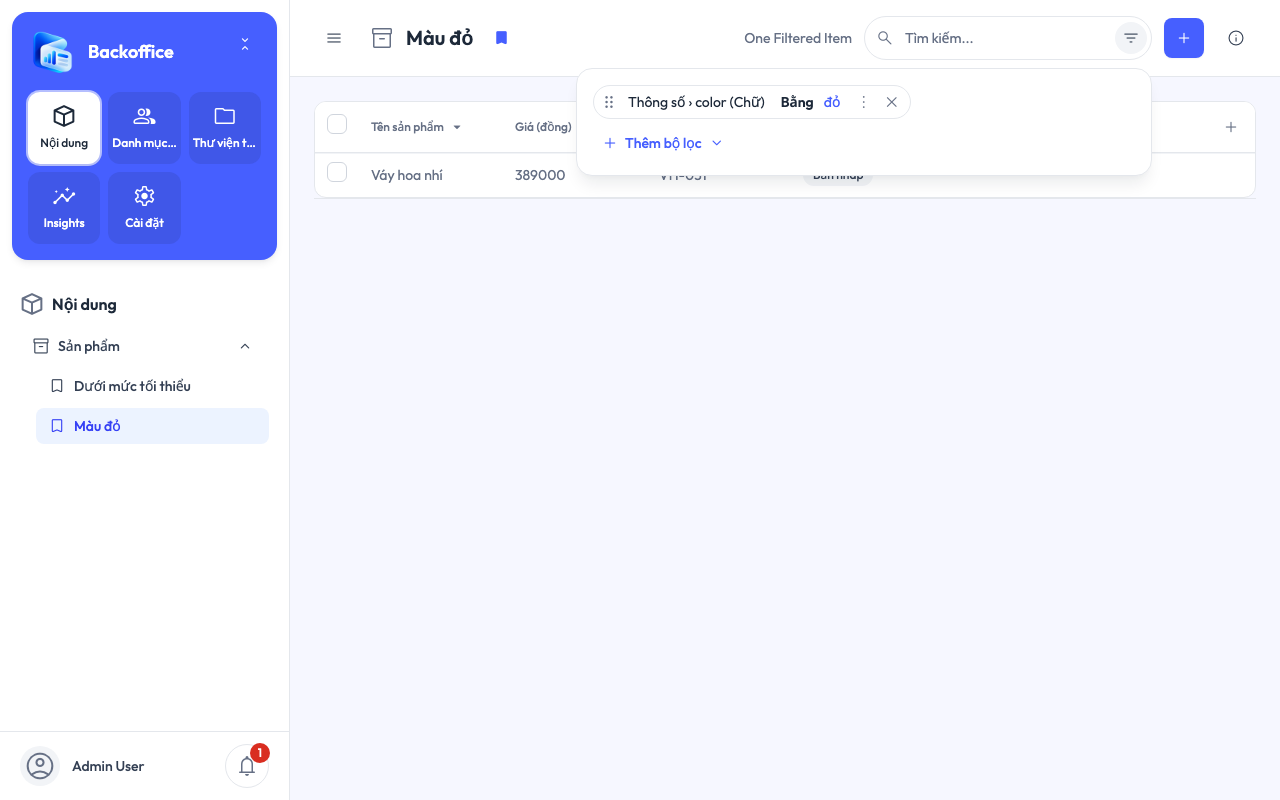 Backoffice
Nội dung
Danh mục...
Thư viện t...
Insights
Cài đặt
Nội dung
Sản phẩm
Dưới mức tối thiểu
Màu đỏ
Admin User
1
Màu đỏ
One Filtered Item
Tìm kiếm...
Thông số › color (Chữ) Bằng đỏ
Thêm bộ lọc
Tên sản phẩm
Giá (đồng)
Váy hoa nhí
389000